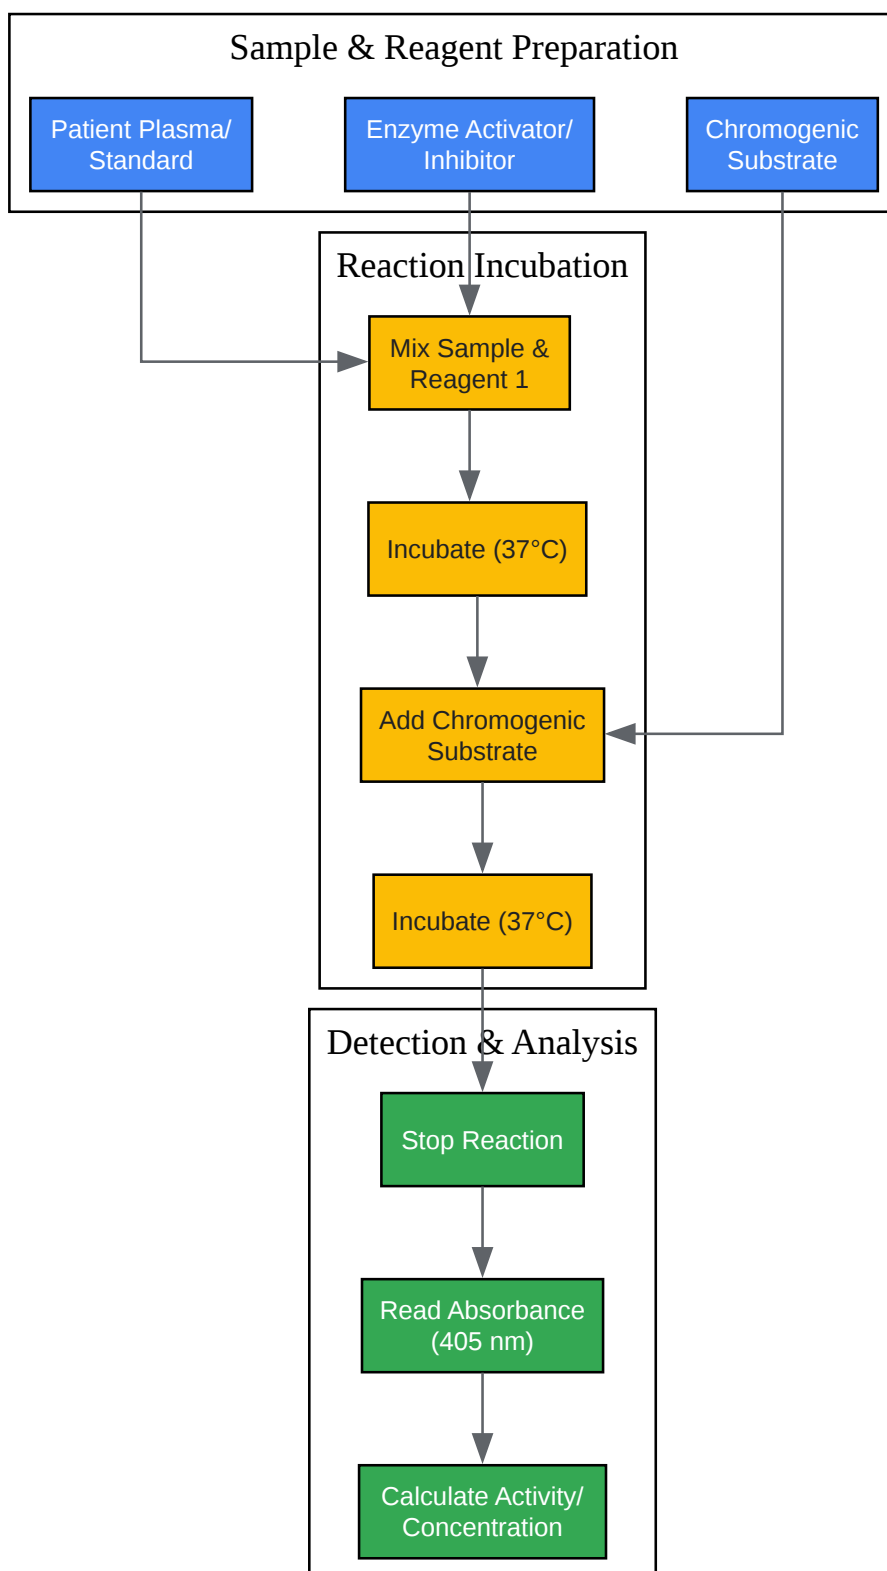 Sample & Reagent Preparation
Patient Plasma/
Standard
Enzyme Activator/
Inhibitor
Chromogenic
Substrate
Reaction Incubation
Mix Sample &
Reagent 1
Incubate (37°C)
Add Chromogenic
Substrate
Incubate (37°C)
Detection & Analysis
Stop Reaction
Read Absorbance
(405 nm)
Calculate Activity/
Concentration